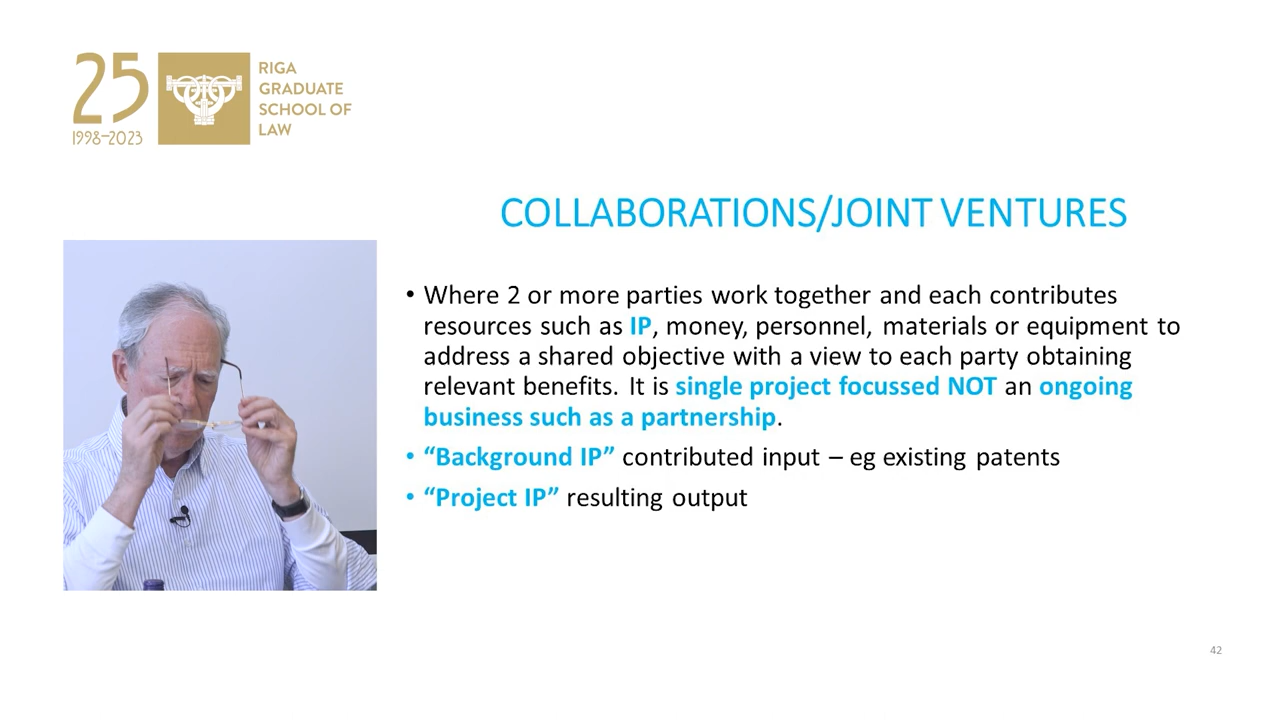 25
1998–2023
RIGA
GRADUATE
SCHOOL OF
LAW
COLLABORATIONS/JOINT VENTURES
• Where 2 or more parties work together and each contributes
resources such as IP, money, personnel, materials or equipment to
address a shared objective with a view to each party obtaining
relevant benefits. It is single project focussed NOT an ongoing
business such as a partnership.
• “Background IP” contributed input – eg existing patents
• “Project IP” resulting output
42